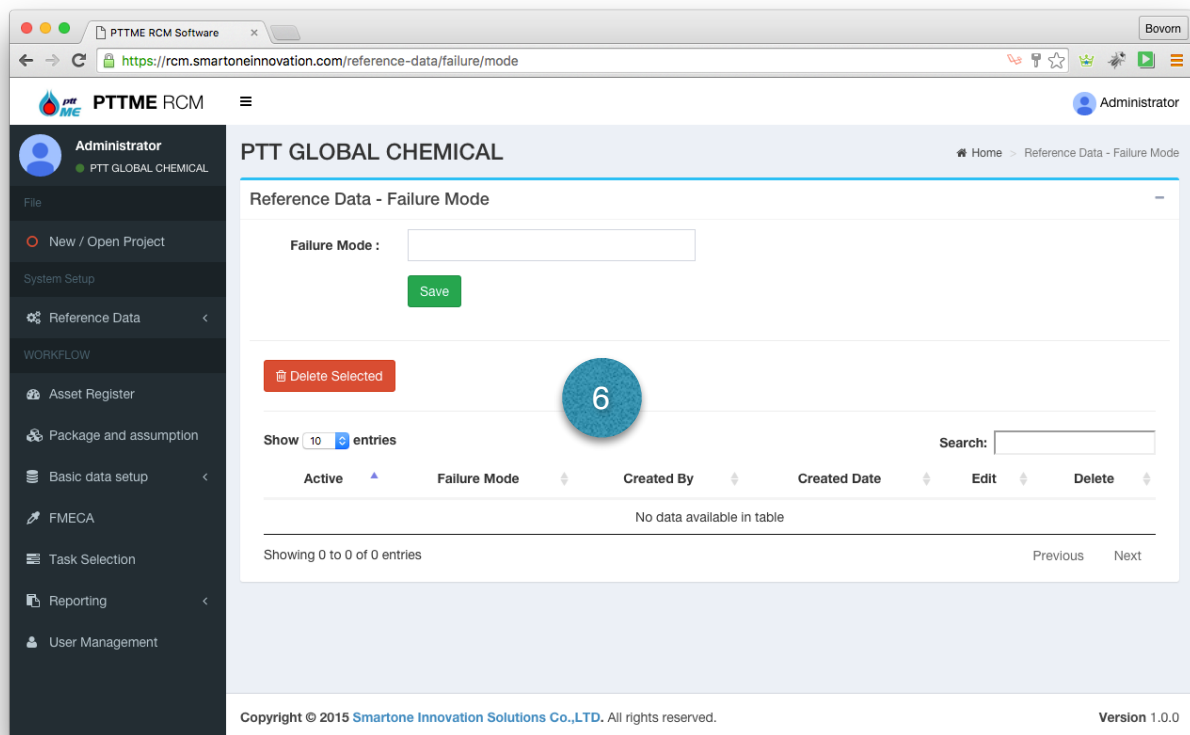 PTTME RCM Software
Bovorn
https://rcm.smartoneinnovation.com/reference-data/failure/mode
ptt ME PTTME RCM
Administrator
Administrator
PTT GLOBAL CHEMICAL
PTT GLOBAL CHEMICAL
Home > Reference Data - Failure Mode
File
New / Open Project
System Setup
Reference Data
WORKFLOW
Asset Register
Package and assumption
Basic data setup
FMECA
Task Selection
Reporting
User Management
Reference Data - Failure Mode
Failure Mode :
Save
Delete Selected
6
Show 10 entries
Search:
Active Failure Mode Created By Created Date Edit Delete
No data available in table
Showing 0 to 0 of 0 entries
Previous Next
Copyright © 2015 Smartone Innovation Solutions Co.,LTD. All rights reserved.
Version 1.0.0